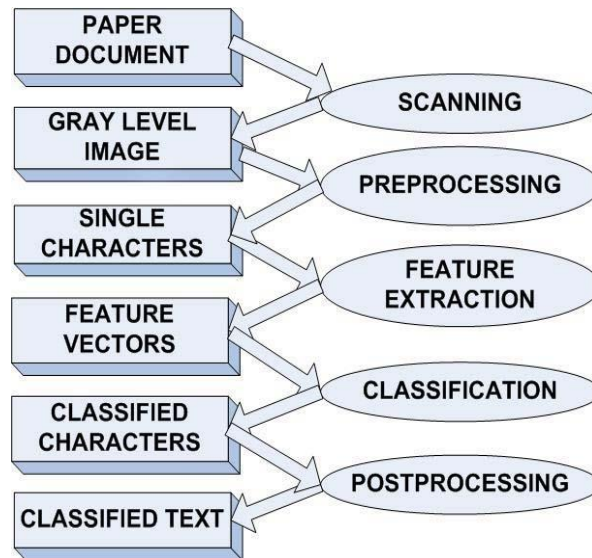 PAPER
DOCUMENT
SCANNING
GRAY LEVEL
IMAGE
PREPROCESSING
SINGLE
CHARACTERS
FEATURE
EXTRACTION
FEATURE
VECTORS
CLASSIFICATION
CLASSIFIED
CHARACTERS
POSTPROCESSING
CLASSIFIED TEXT